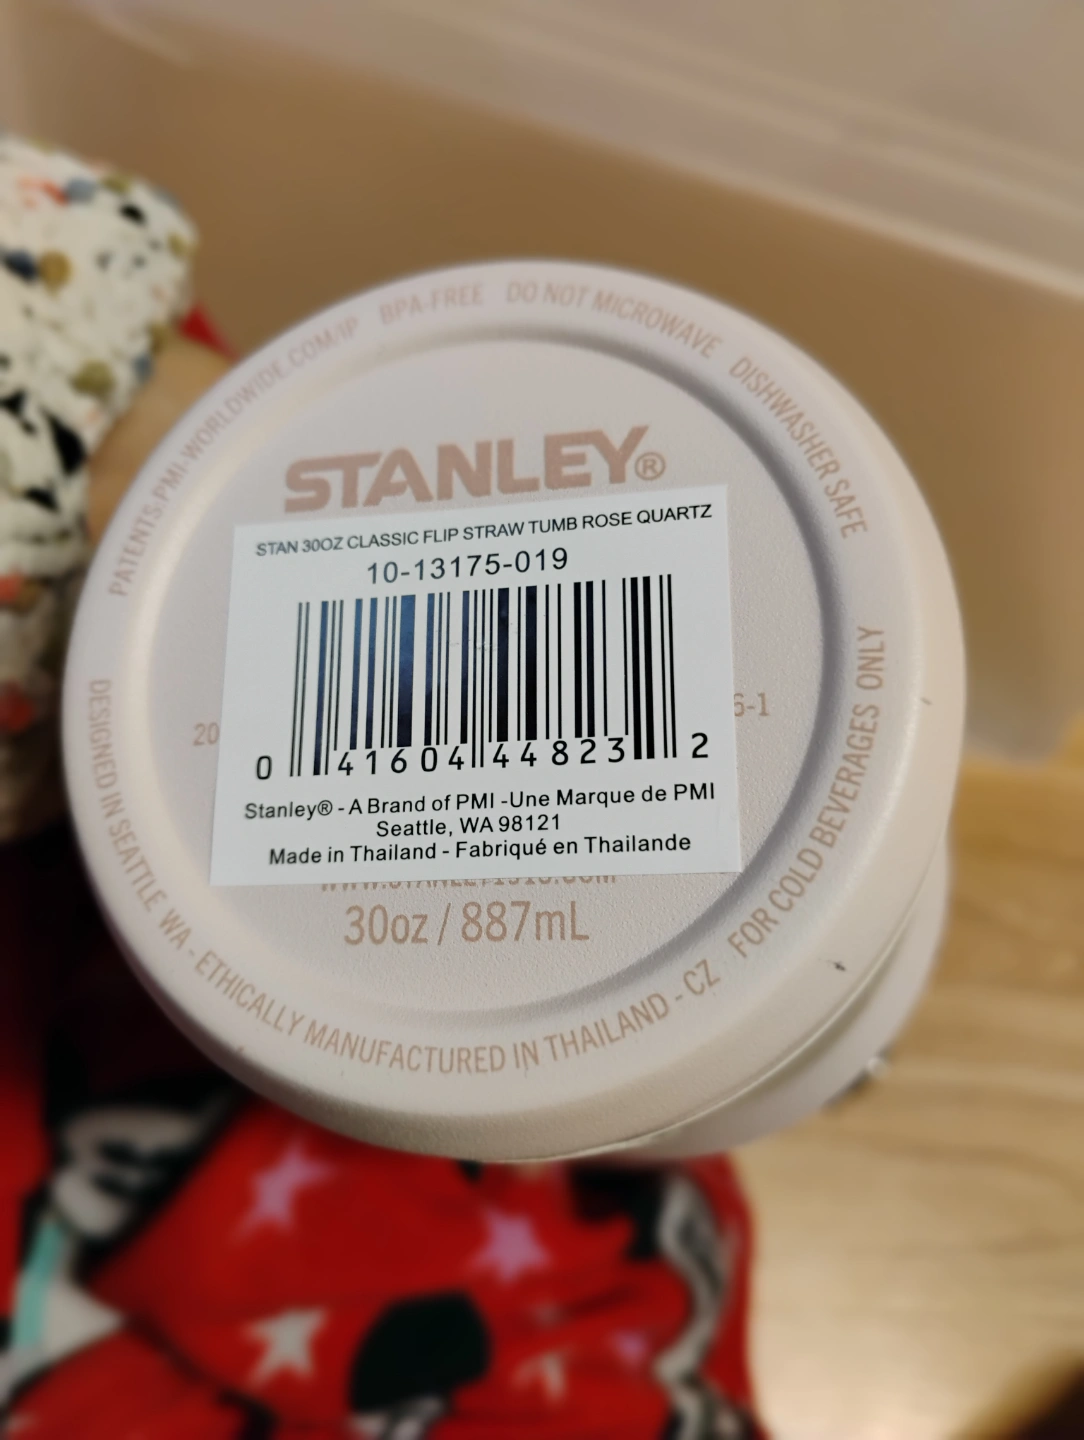 PATENTS: PMI-WORLDWIDE.COM/IP BPA-FREE DO NOT MICROWAVE DISHWASHER SAFE
STANLEY®
STAN 30OZ CLASSIC FLIP STRAW TUMB ROSE QUARTZ
10-13175-019
0 41604 44823 2
Stanley® - A Brand of PMI -Une Marque de PMI
Seattle, WA 98121
Made in Thailand - Fabriqué en Thailande
30oz / 887mL
DESIGNED IN SEATTLE WA - ETHICALLY MANUFACTURED IN THAILAND - CZ FOR COLD BEVERAGES ONLY